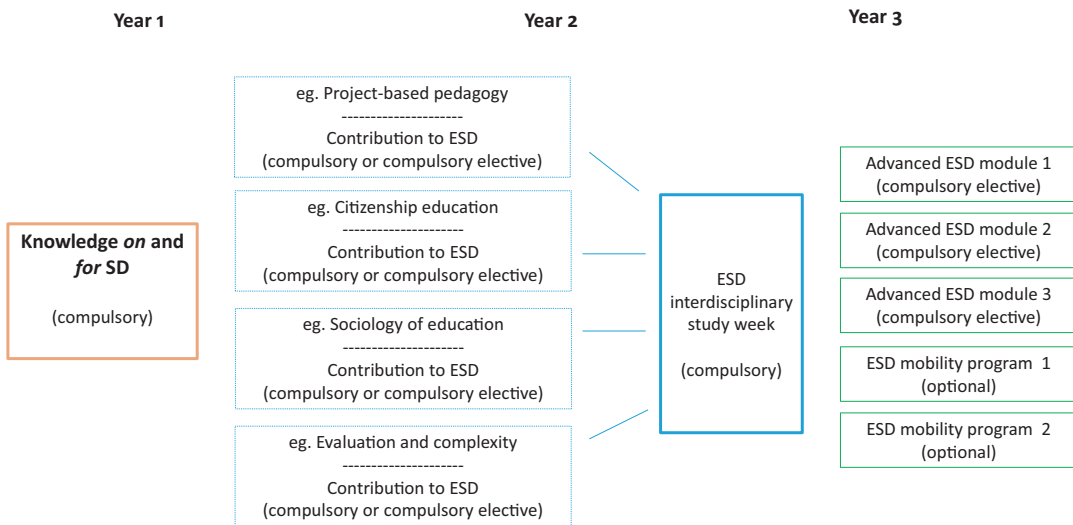 Year 1
Year 2
Year 3
Knowledge on and
for SD
(compulsory)
eg. Project-based pedagogy
----------------------
Contribution to ESD
(compulsory or compulsory elective)
eg. Citizenship education
---------------------
Contribution to ESD
(compulsory or compulsory elective)
eg. Sociology of education
---------------------
Contribution to ESD
(compulsory or compulsory elective)
eg. Evaluation and complexity
---------------------
Contribution to ESD
(compulsory or compulsory elective)
ESD
interdisciplinary
study week
(compulsory)
Advanced ESD module 1
(compulsory elective)
Advanced ESD module 2
(compulsory elective)
Advanced ESD module 3
(compulsory elective)
ESD mobility program 1
(optional)
ESD mobility program 2
(optional)